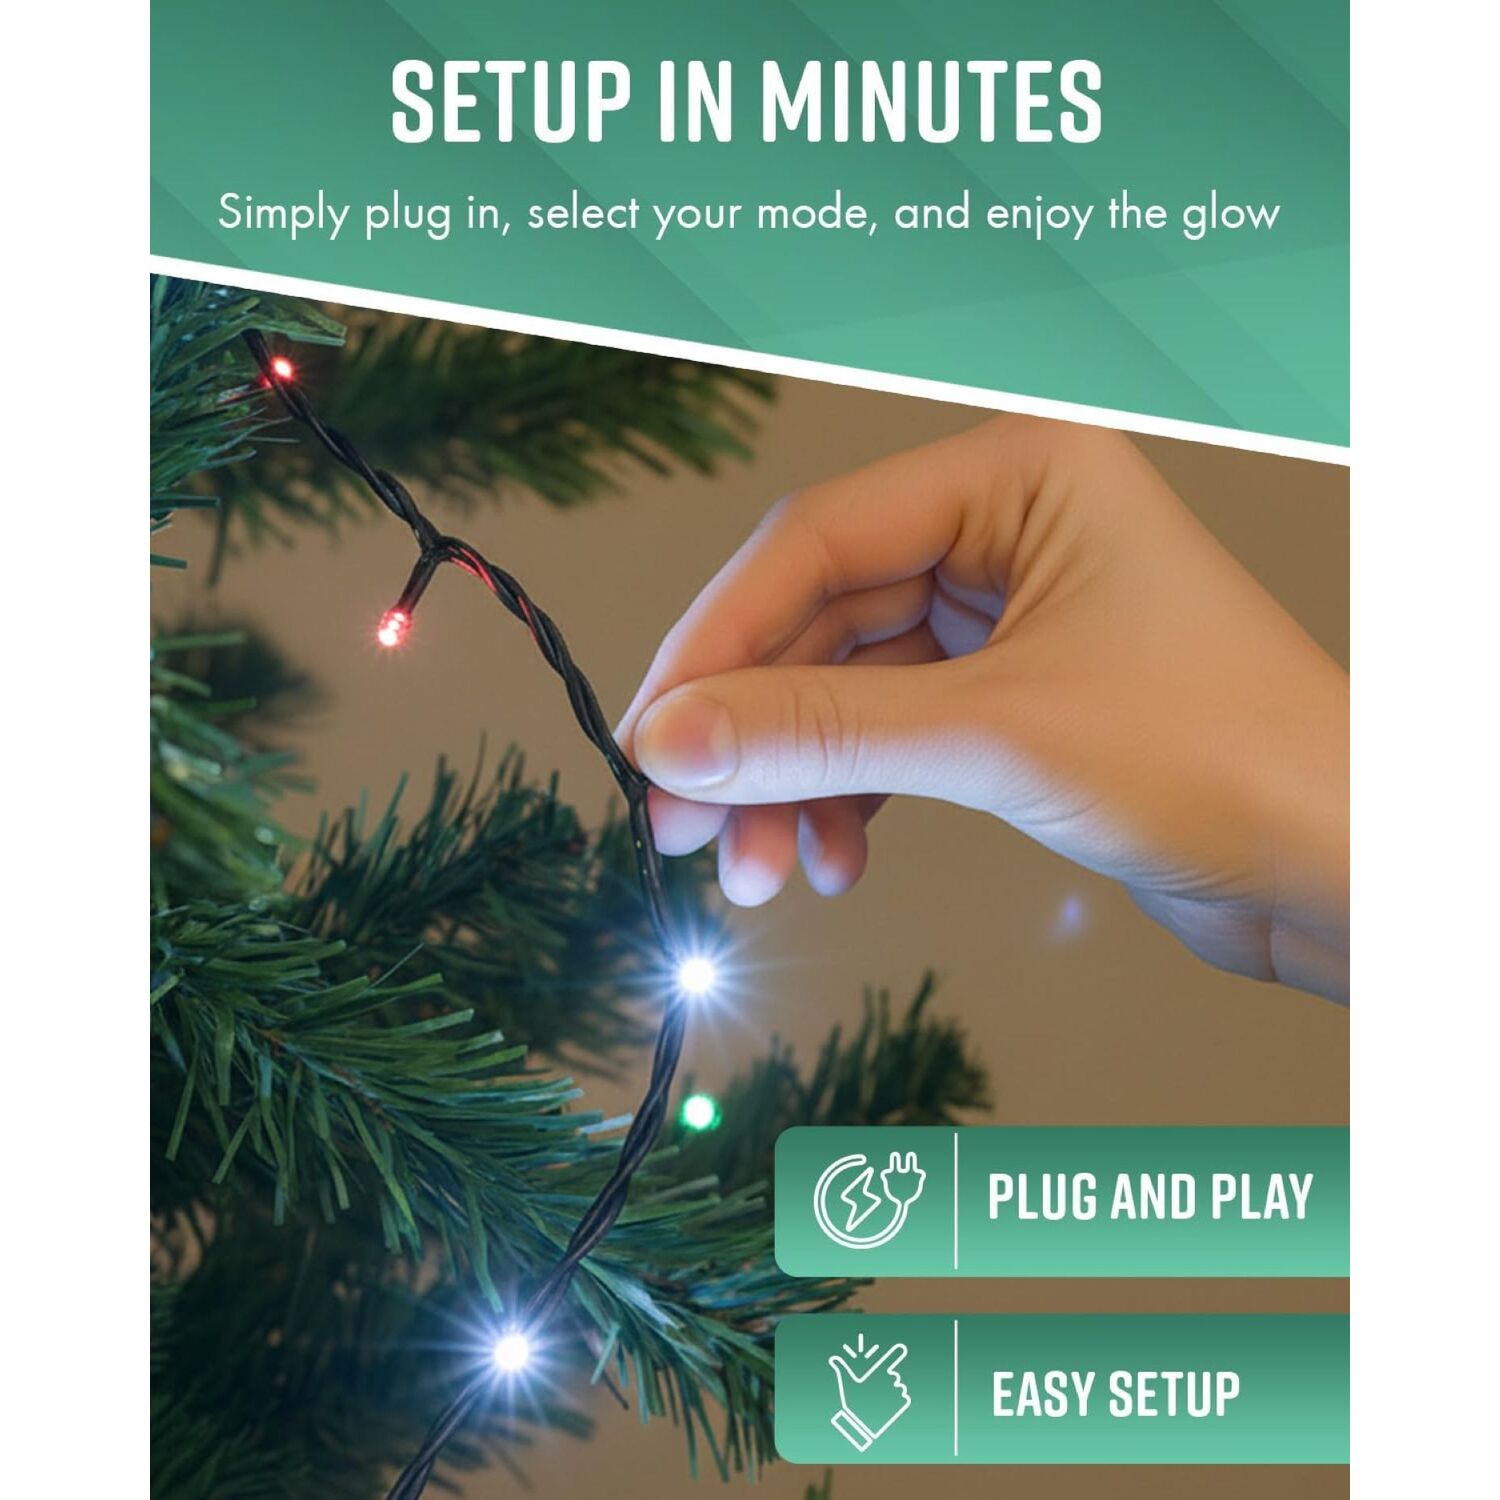 SETUP IN MINUTES
Simply plug in, select your mode, and enjoy the glow
PLUG AND PLAY
EASY SETUP